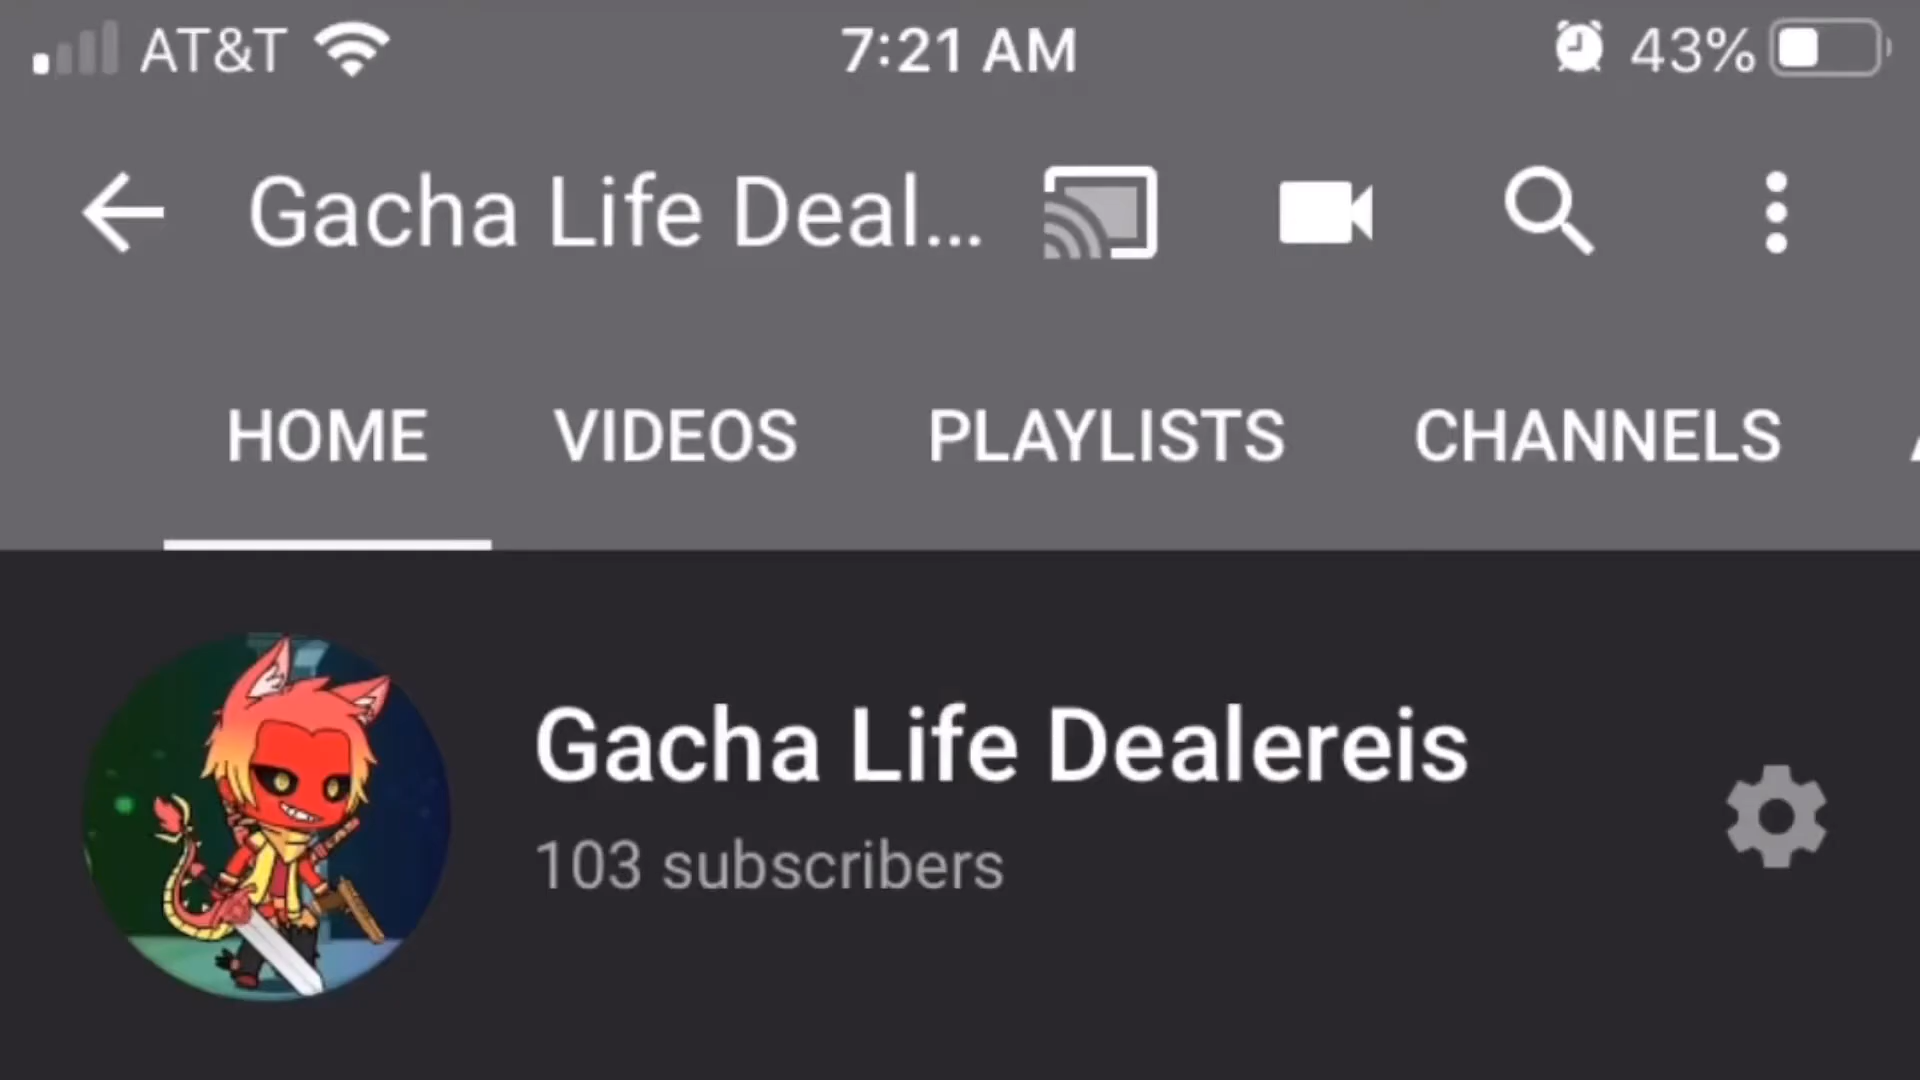 AT&T 7:21 AM 43%
Gacha Life Deal...
HOME VIDEOS PLAYLISTS CHANNELS
Gacha Life Dealereis
103 subscribers